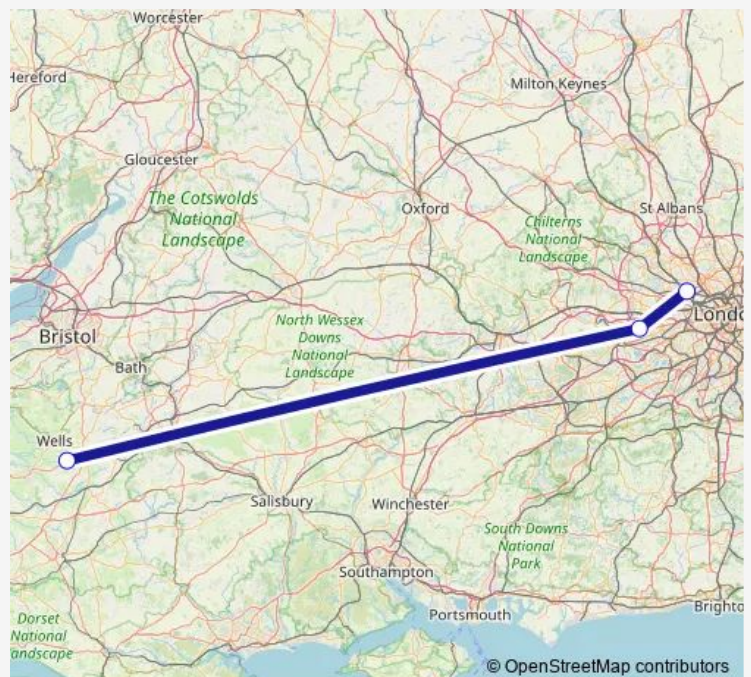 Worcester
Hereford
Milton Keynes
Gloucester
The Cotswolds
National
Landscape
Oxford
St Albans
Chilterns
National
Landscape
Bristol
North Wessex
Downs
National
Landscape
Londo
Bath
Wells
Salisbury
Winchester
South Downs
National
Park
Southampton
Dorset
National
andscape
Portsmouth
Brighto
© OpenStreetMap contributors